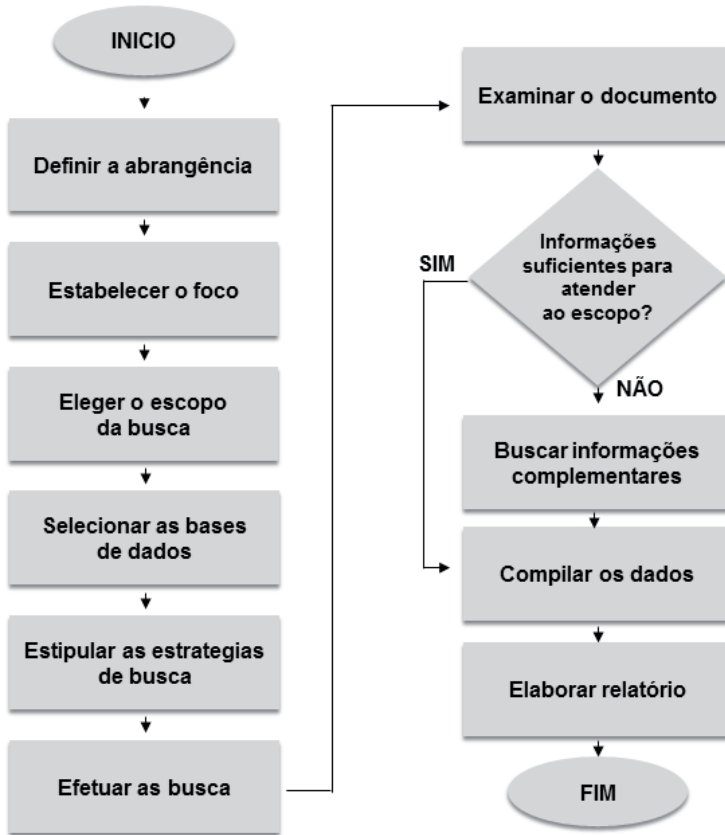 INICIO
Definir a abrangência
Estabelecer o foco
Eleger o escopo
da busca
Selecionar as bases
de dados
Estipular as estrategias
de busca
Efetuar as busca
Examinar o documento
Informações
suficientes para
atender
ao escopo?
SIM
NÃO
Buscar informações
complementares
Compilar os dados
Elaborar relatório
FIM